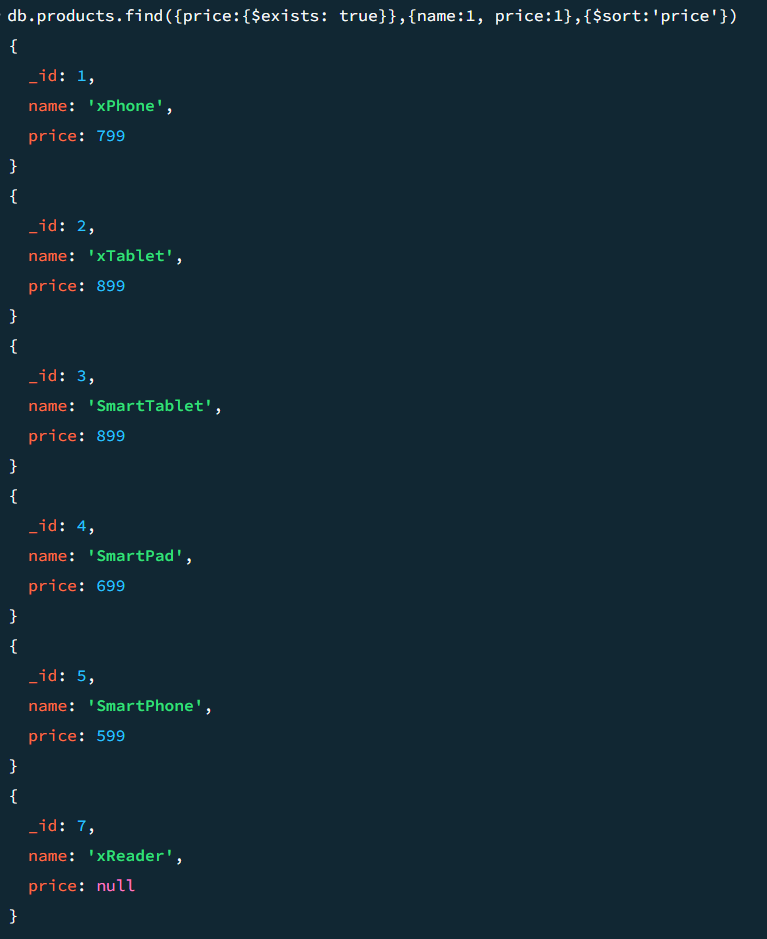 db.products.find({price:{$exists: true}},{name:1, price:1},{$sort:'price'})
{
  _id: 1,
  name: 'xPhone',
  price: 799
}
{
  _id: 2,
  name: 'xTablet',
  price: 899
}
{
  _id: 3,
  name: 'SmartTablet',
  price: 899
}
{
  _id: 4,
  name: 'SmartPad',
  price: 699
}
{
  _id: 5,
  name: 'SmartPhone',
  price: 599
}
{
  _id: 7,
  name: 'xReader',
  price: null
}